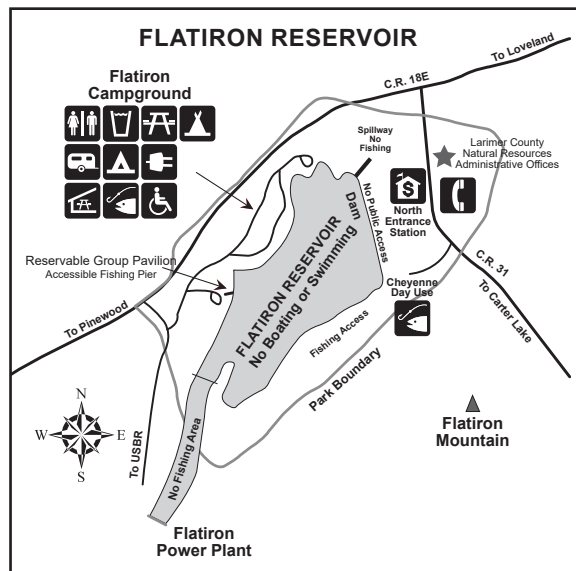 FLATIRON RESERVOIR
To Loveland
C.R. 18E
Flatiron
Campground
Spillway
No
Fishing
Larimer County
Natural Resources
Administrative Offices
$
North
Entrance
Station
Dam
No Public Access
FLATIRON RESERVOIR
No Boating or Swimming
Reservable Group Pavilion
Accessible Fishing Pier
C.R. 31
To Carter Lake
Cheyenne
Day Use
To Pinewood
Fishing Access
Park Boundary
N
W
E
S
To USBR
No Fishing Area
Flatiron
Mountain
Flatiron
Power Plant